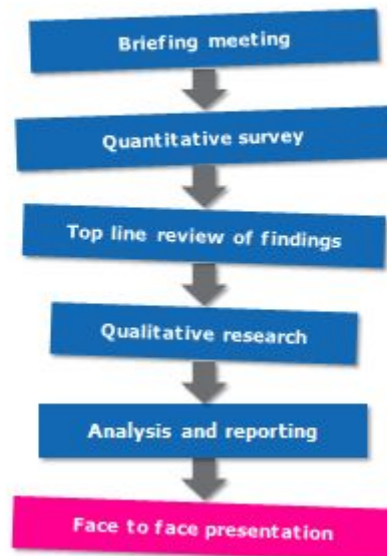 Briefing meeting
Quantitative survey
Top line review of findings
Qualitative research
Analysis and reporting
Face to face presentation